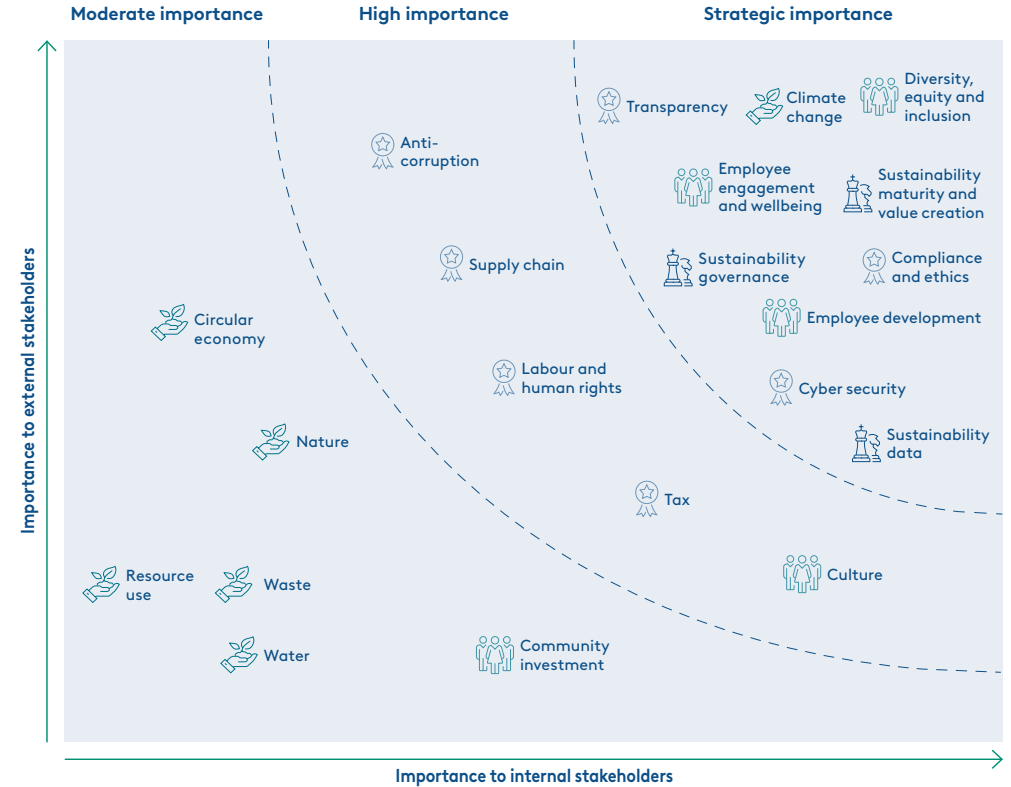 Moderate importance
High importance
Strategic importance
Importance to external stakeholders
Transparency
Climate
change
Diversity,
equity and
inclusion
Anti-
corruption
Employee
engagement
and wellbeing
Sustainability
maturity and
value creation
Supply chain
Sustainability
governance
Compliance
and ethics
Circular
economy
Employee development
Labour and
human rights
Cyber security
Nature
Sustainability
data
Tax
Resource
use
Waste
Culture
Water
Community
investment
Importance to internal stakeholders